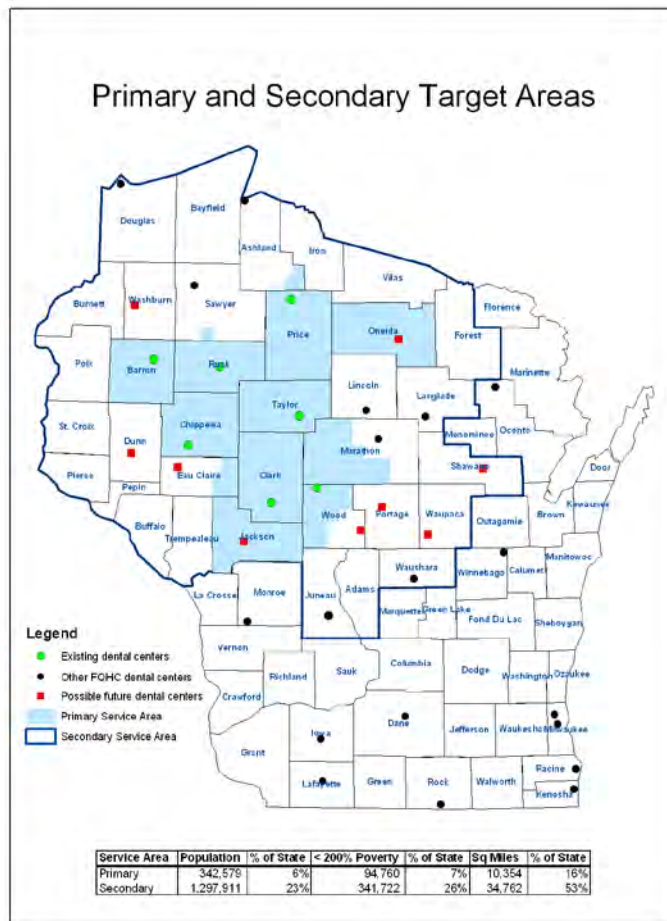 Primary and Secondary Target Areas
Douglas
Bayfield
Ashland
Iron
Vilas
Burnett
Washburn
Sawyer
Florence
Price
Oneida
Forest
Polk
Barron
Rusk
Marinette
Lincoln
Langlade
Taylor
St. Croix
Chippewa
Menominee
Oconto
Dunn
Marathon
Pierce
Eau Claire
Clark
Shawano
Door
Pepin
Buffalo
Trempealeau
Jackson
Wood
Portage
Waupaca
Outagamie
Brown
Kewaunee
Waushara
Winnebago
Calumet
Manitowoc
La Crosse
Monroe
Juneau
Adams
Marquette
Green Lake
Fond Du Lac
Sheboygan
Vernon
Richland
Sauk
Columbia
Dodge
Washington
Ozaukee
Crawford
Grant
Iowa
Dane
Jefferson
Waukesha
Milwaukee
Lafayette
Green
Rock
Walworth
Racine
Kenosha
Legend
Existing dental centers
Other FQHC dental centers
Possible future dental centers
Primary Service Area
Secondary Service Area
Service Area Population % of State < 200% Poverty % of State Sq Miles % of State
Primary 342,579 6% 94,760 7% 10,354 16%
Secondary 1,297,911 23% 341,722 26% 34,762 53%